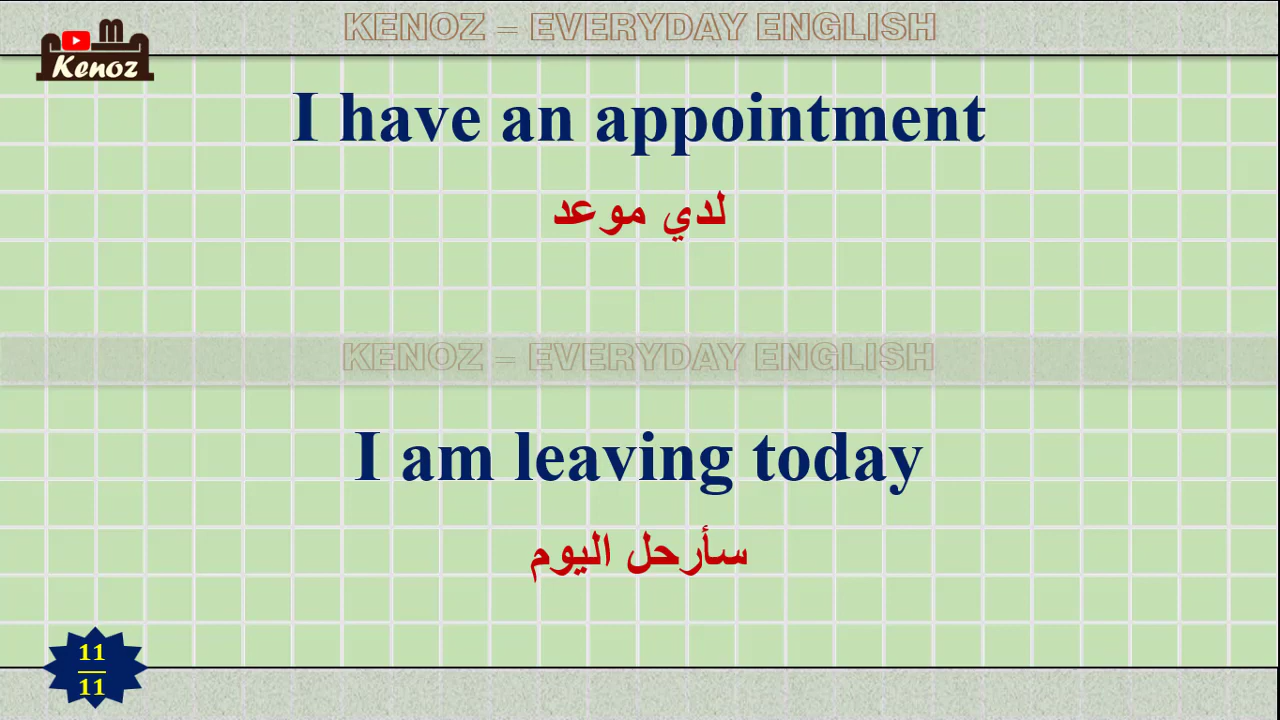 KENOZ – EVERYDAY ENGLISH
Kenoz
I have an appointment
لدي موعد
KENOZ – EVERYDAY ENGLISH
I am leaving today
سأرحل اليوم
11
11